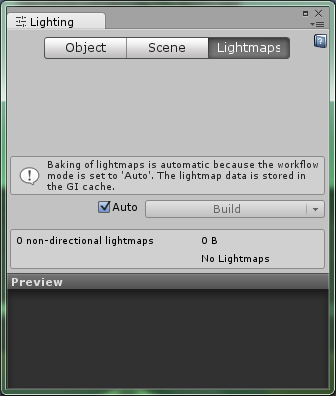 Lighting
Object Scene Lightmaps
Baking of lightmaps is automatic because the workflow
mode is set to 'Auto'. The lightmap data is stored in
the GI cache.
Auto Build
0 non-directional lightmaps 0 B
No Lightmaps
Preview